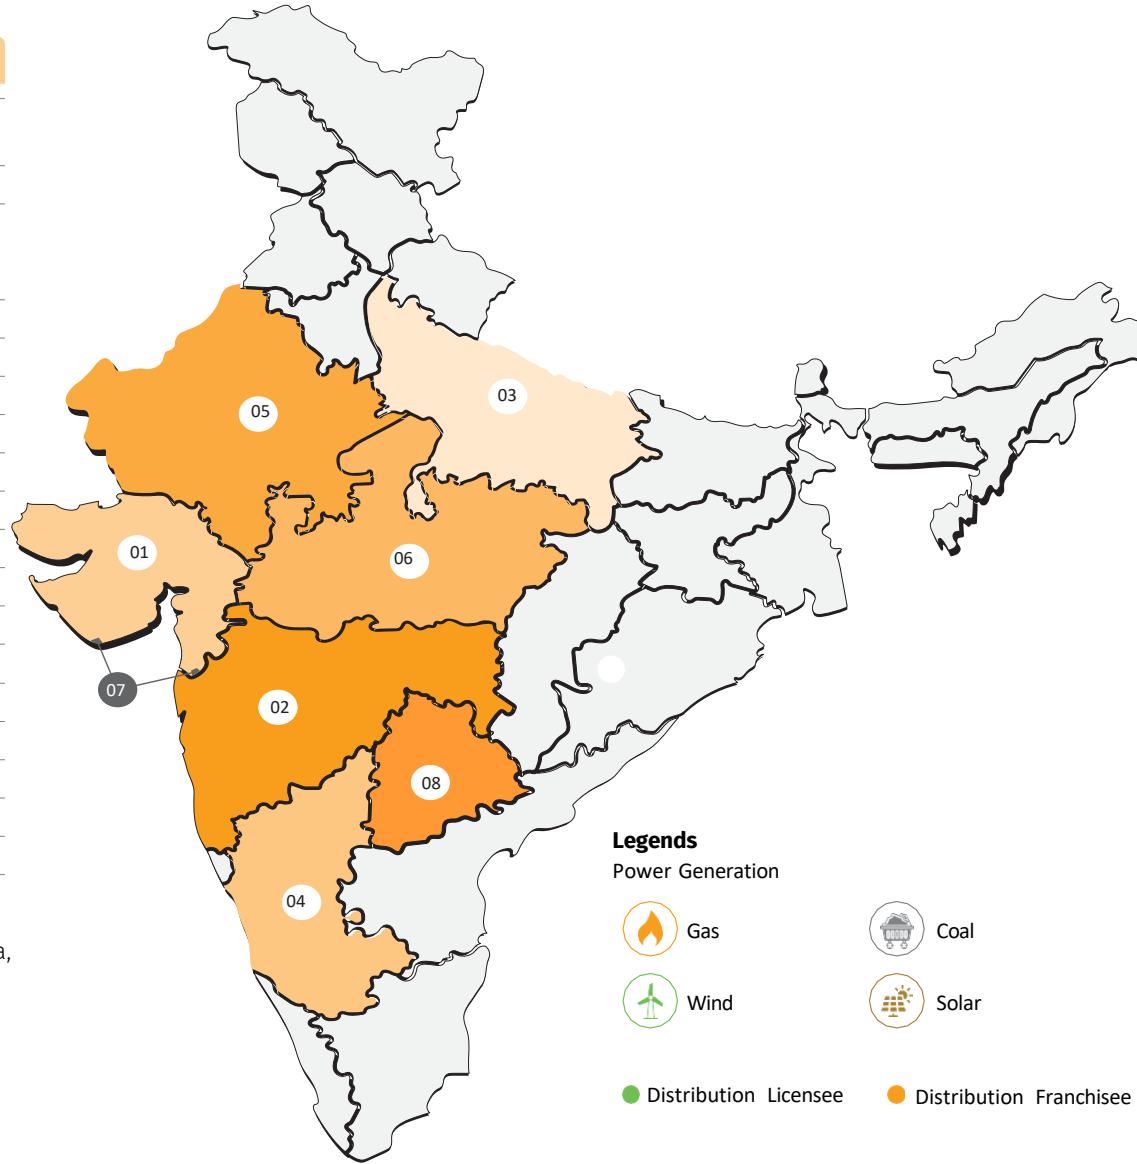 03
05
01
06
07
02
08
04
a,
Legends
Power Generation
Gas
Coal
Wind
Solar
Distribution Licensee
Distribution Franchisee